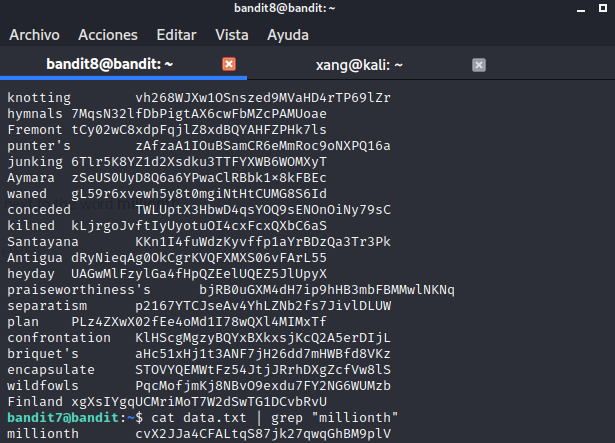 bandit8@bandit: ~
Archivo Acciones Editar Vista Ayuda
bandit8@bandit: ~ xang@kali: ~
knotting vh268WJXw1OSnszed9MVaHD4rTP69lZr
hymnals 7MqsN32lfDbPigtAX6cwFbMZcPAMUoae
Fremont tCy02wC8xdpFqjlZ8xdBQYAHFZPHk7ls
punter's zAfzaA1IOuBSamCR6eMmRoc9oNXPQ16a
junking 6Tlr5K8YZ1d2Xsdku3TTFYXWB6WOMXyT
Aymara zSeUS0UyD8Q6a6YPwaClRBbk1×8kFBEc
waned gL59r6xvewh5y8t0mgiNtHtCUMG8S6Id
conceded TWLUptX3HbwD4qsYOQ9sENOnOiNy79sC
kilned kLjrgoJvftIyUyotuOI4cxFcxQXbC6aS
Santayana KKn1I4fuWdzKyvffp1aYrBDzQa3Tr3Pk
Antigua dRyNieqAg0OkCgrKVQFXMXS06vFArL55
heyday UAGwMlFzylGa4fHpQZEelUQEZ5JlUpyX
praiseworthiness's bjRB0uGXM4dH7ip9hHB3mbFBMMwlNKNq
separatism p2167YTCJseAv4YhLZNb2fs7JivlDLUW
plan PLz4ZXwX02fEe4oMd1I78wQXl4MIMxTf
confrontation KlHScgMgzyBQYxBXkxsjKcQ2A5erDIjL
briquet's aHc51xHj1t3ANF7jH26dd7mHWBfd8VKz
encapsulate STOVYQEMWtFz54JtjJRrhDXgZcfVw8lS
wildfowls PqcMofjmKj8NBvO9exdu7FY2NG6WUMzb
Finland xgXsIYgqUCMriMoT7W2dSwTG1DCvbRvU
bandit7@bandit:~$ cat data.txt | grep "millionth"
millionth cvX2JJa4CFALtqS87jk27qwqGhBM9plV